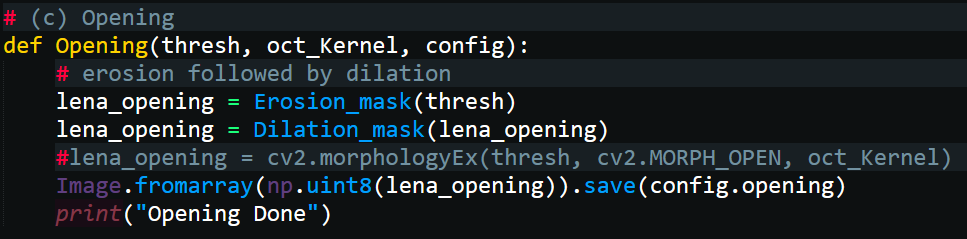 # (c) Opening
def Opening(thresh, oct_Kernel, config):
    # erosion followed by dilation
    lena_opening = Erosion_mask(thresh)
    lena_opening = Dilation_mask(lena_opening)
    #lena_opening = cv2.morphologyEx(thresh, cv2.MORPH_OPEN, oct_Kernel)
    Image.fromarray(np.uint8(lena_opening)).save(config.opening)
    print("Opening Done")